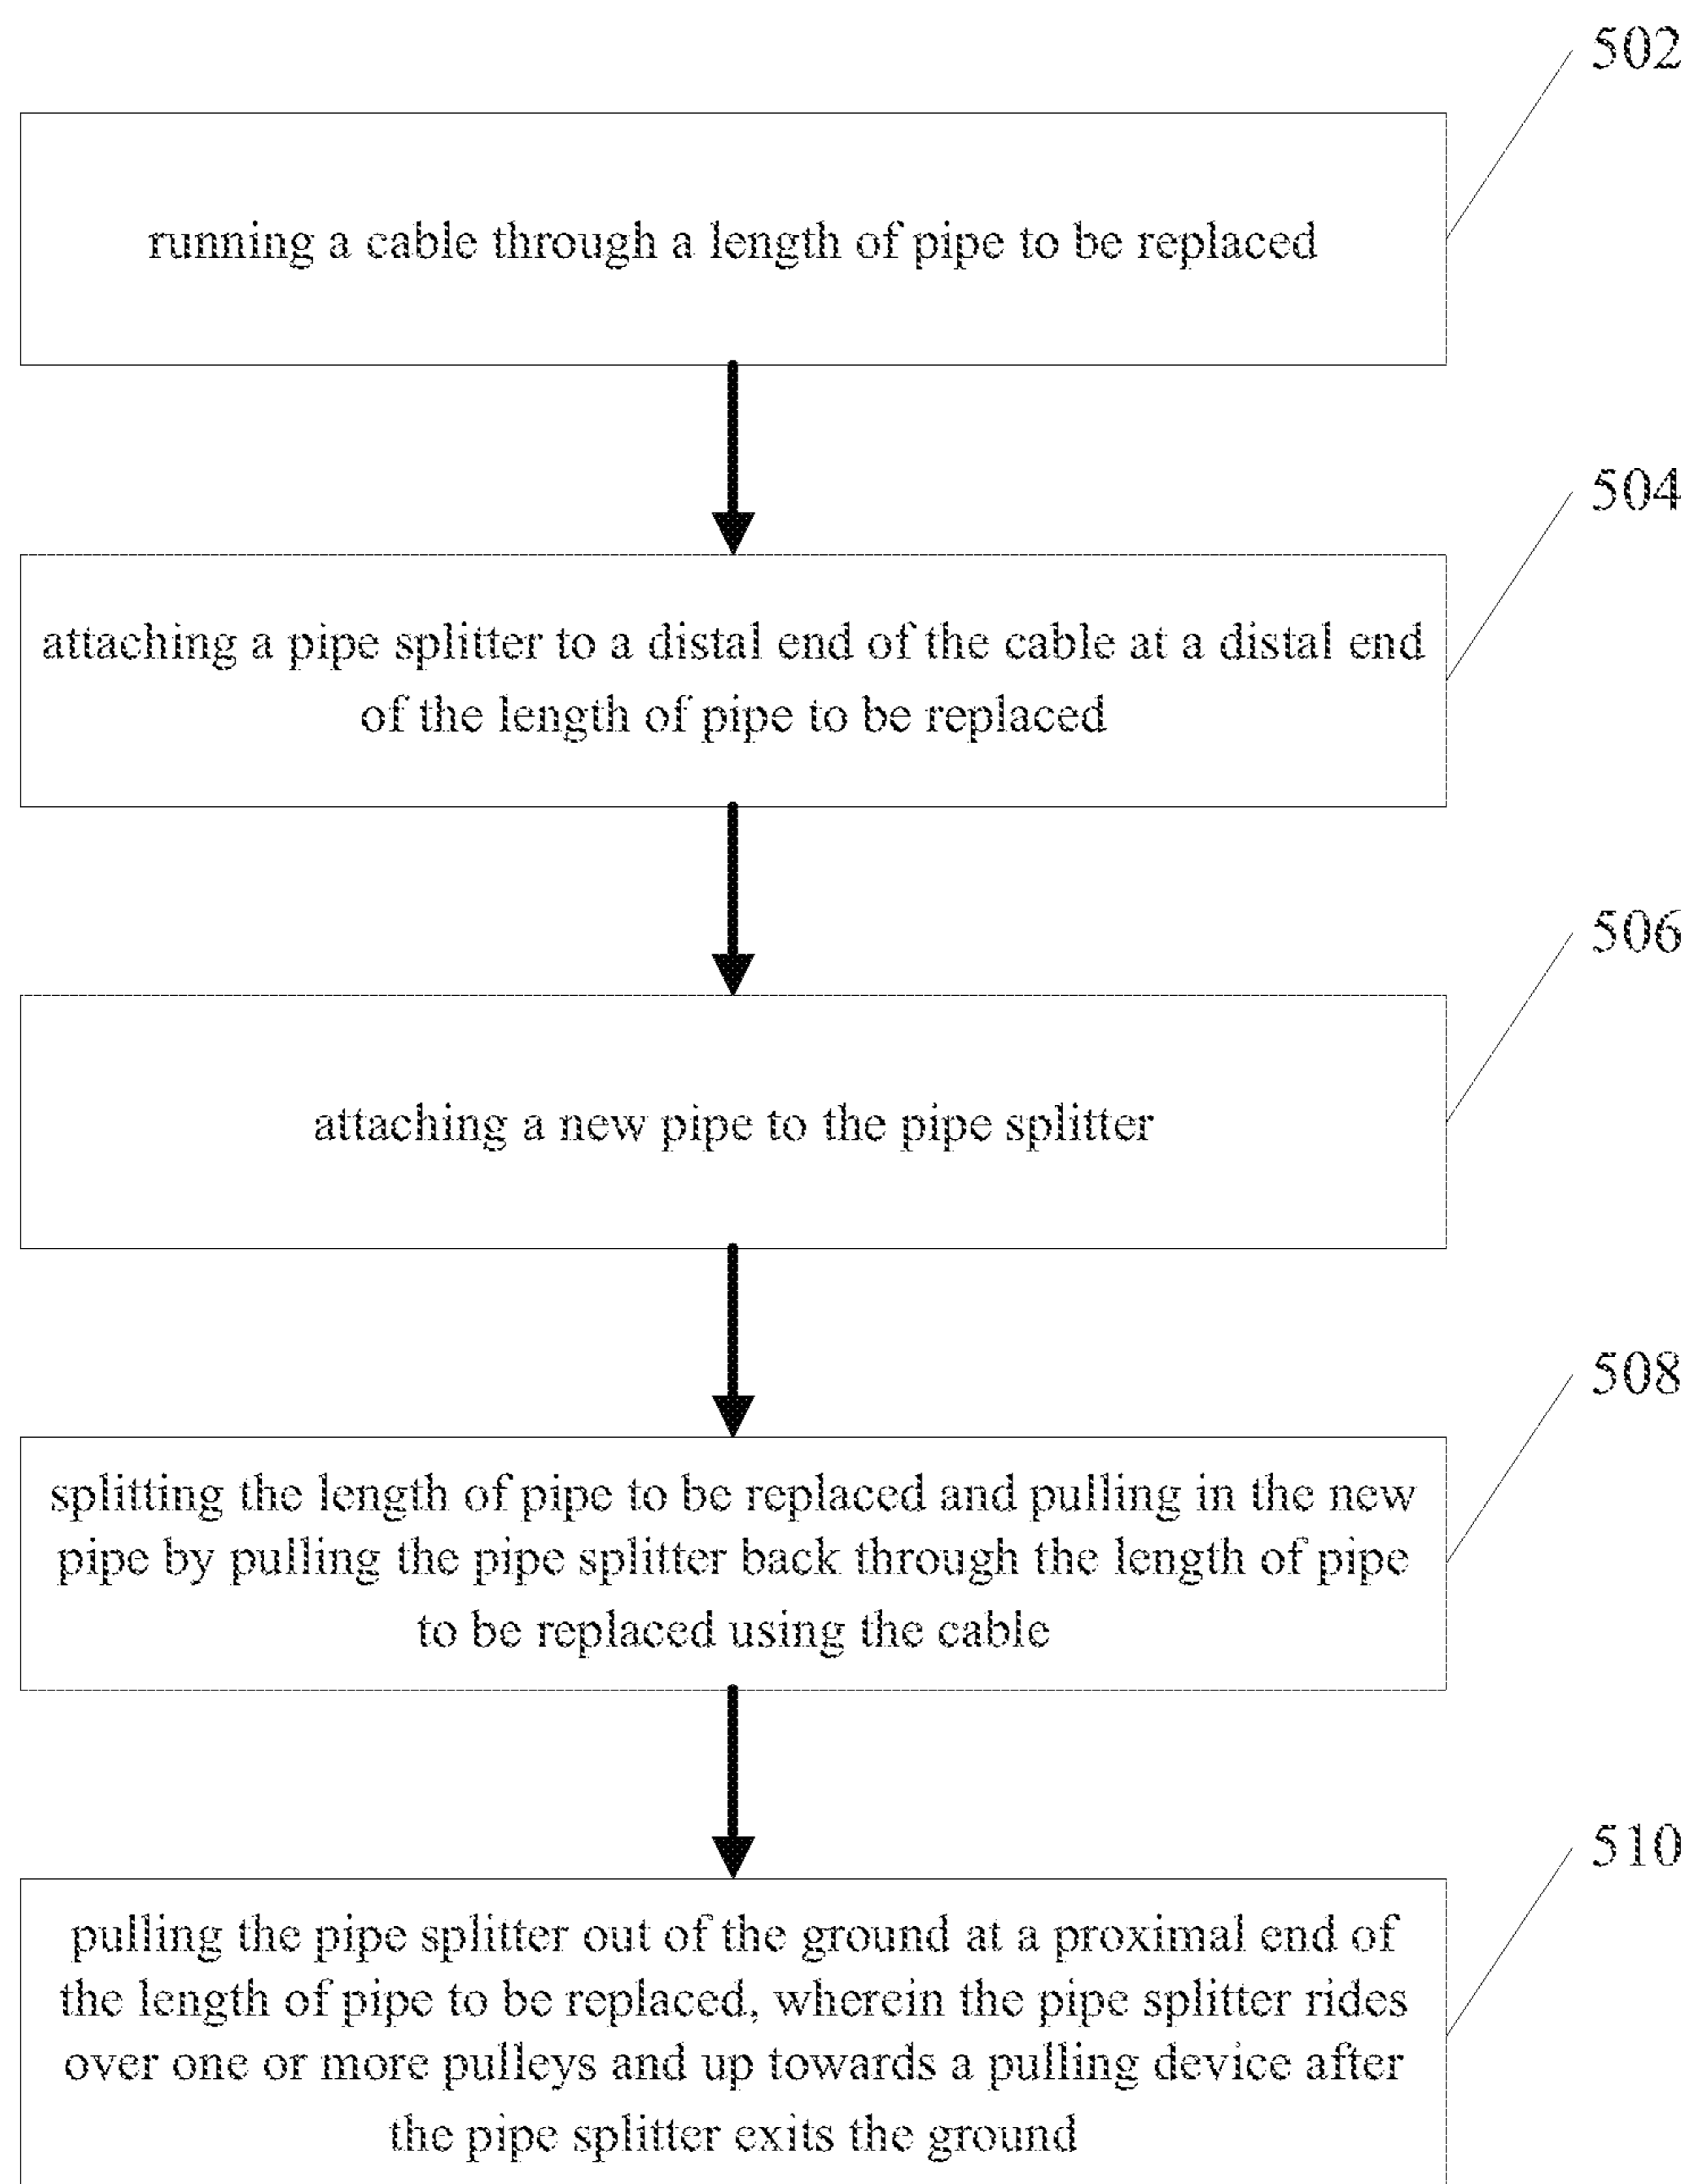 502
running a cable through a length of pipe to be replaced
504
attaching a pipe splitter to a distal end of the cable at a distal end
of the length of pipe to be replaced
506
attaching a new pipe to the pipe splitter
508
splitting the length of pipe to be replaced and pulling in the new
pipe by pulling the pipe splitter back through the length of pipe
to be replaced using the cable
510
pulling the pipe splitter out of the ground at a proximal end of
the length of pipe to be replaced, wherein the pipe splitter rides
over one or more pulleys and up towards a pulling device after
the pipe splitter exits the ground